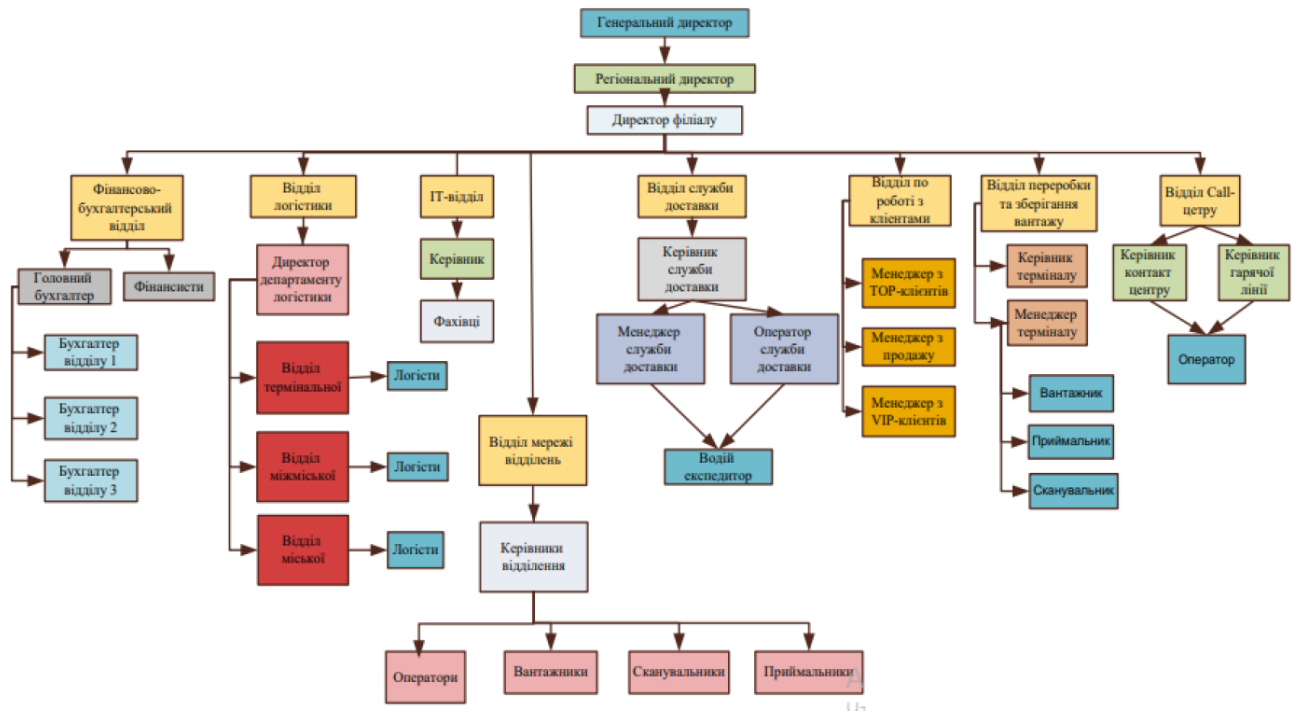 Генеральний директор
Регіональний директор
Директор філіалу
Фінансово-
бухгалтерський
відділ
Відділ
логістики
ІТ-відділ
Відділ служби
доставки
Відділ по
роботі з
клієнтами
Відділ переробки
та зберігання
вантажу
Відділ Call-
цетру
Головний
бухгалтер
Фінансисти
Бухгалтер
відділу 1
Бухгалтер
відділу 2
Бухгалтер
відділу 3
Директор
департаменту
логістики
Відділ
термінальної
Логісти
Відділ
міжміської
Логісти
Відділ
міської
Логісти
Керівник
Фахівці
Відділ мережі
відділень
Керівники
відділення
Оператори
Вантажники
Сканувальники
Приймальники
Керівник
служби
доставки
Менеджер
служби
доставки
Оператор
служби
доставки
Водій
експедитор
Менеджер з
TOP-клієнтів
Менеджер з
продажу
Менеджер з
VIP-клієнтів
Керівник
терміналу
Менеджер
терміналу
Вантажник
Приймальник
Сканувальник
Керівник
контакт
центру
Керівник
гарячої
лінії
Оператор